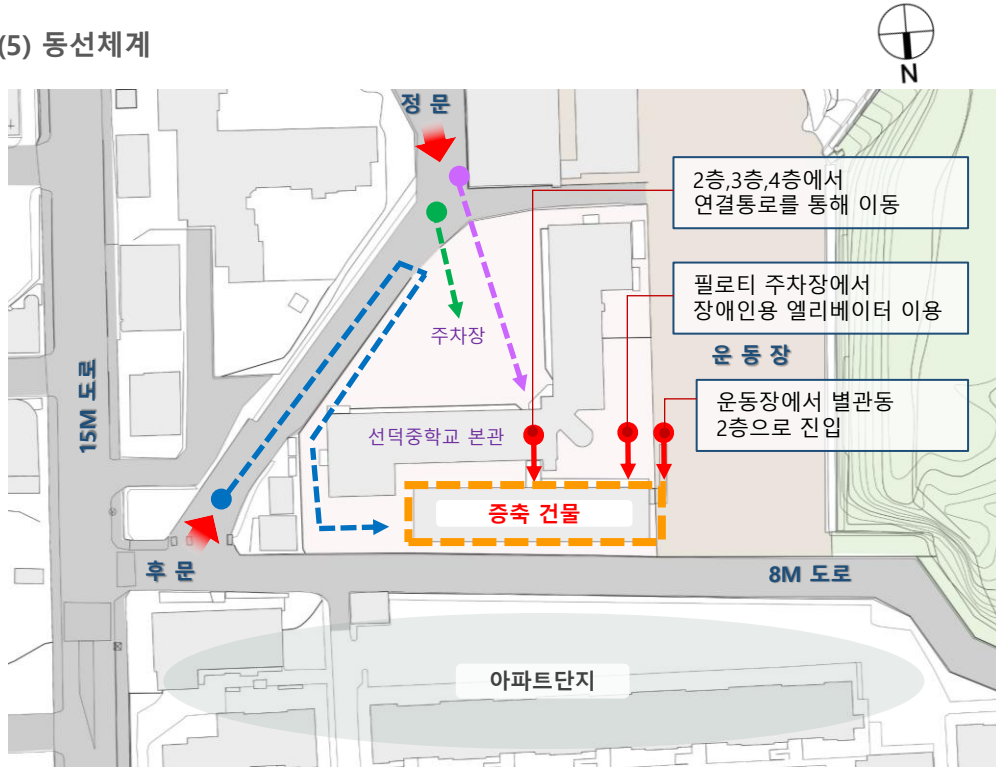 (5) 동선체계
N
정 문
2층,3층,4층에서
연결통로를 통해 이동
필로티 주차장에서
장애인용 엘리베이터 이용
주차장
운 동 장
15M 도로
운동장에서 별관동
2층으로 진입
선덕중학교 본관
증축 건물
후 문
8M 도로
아파트단지